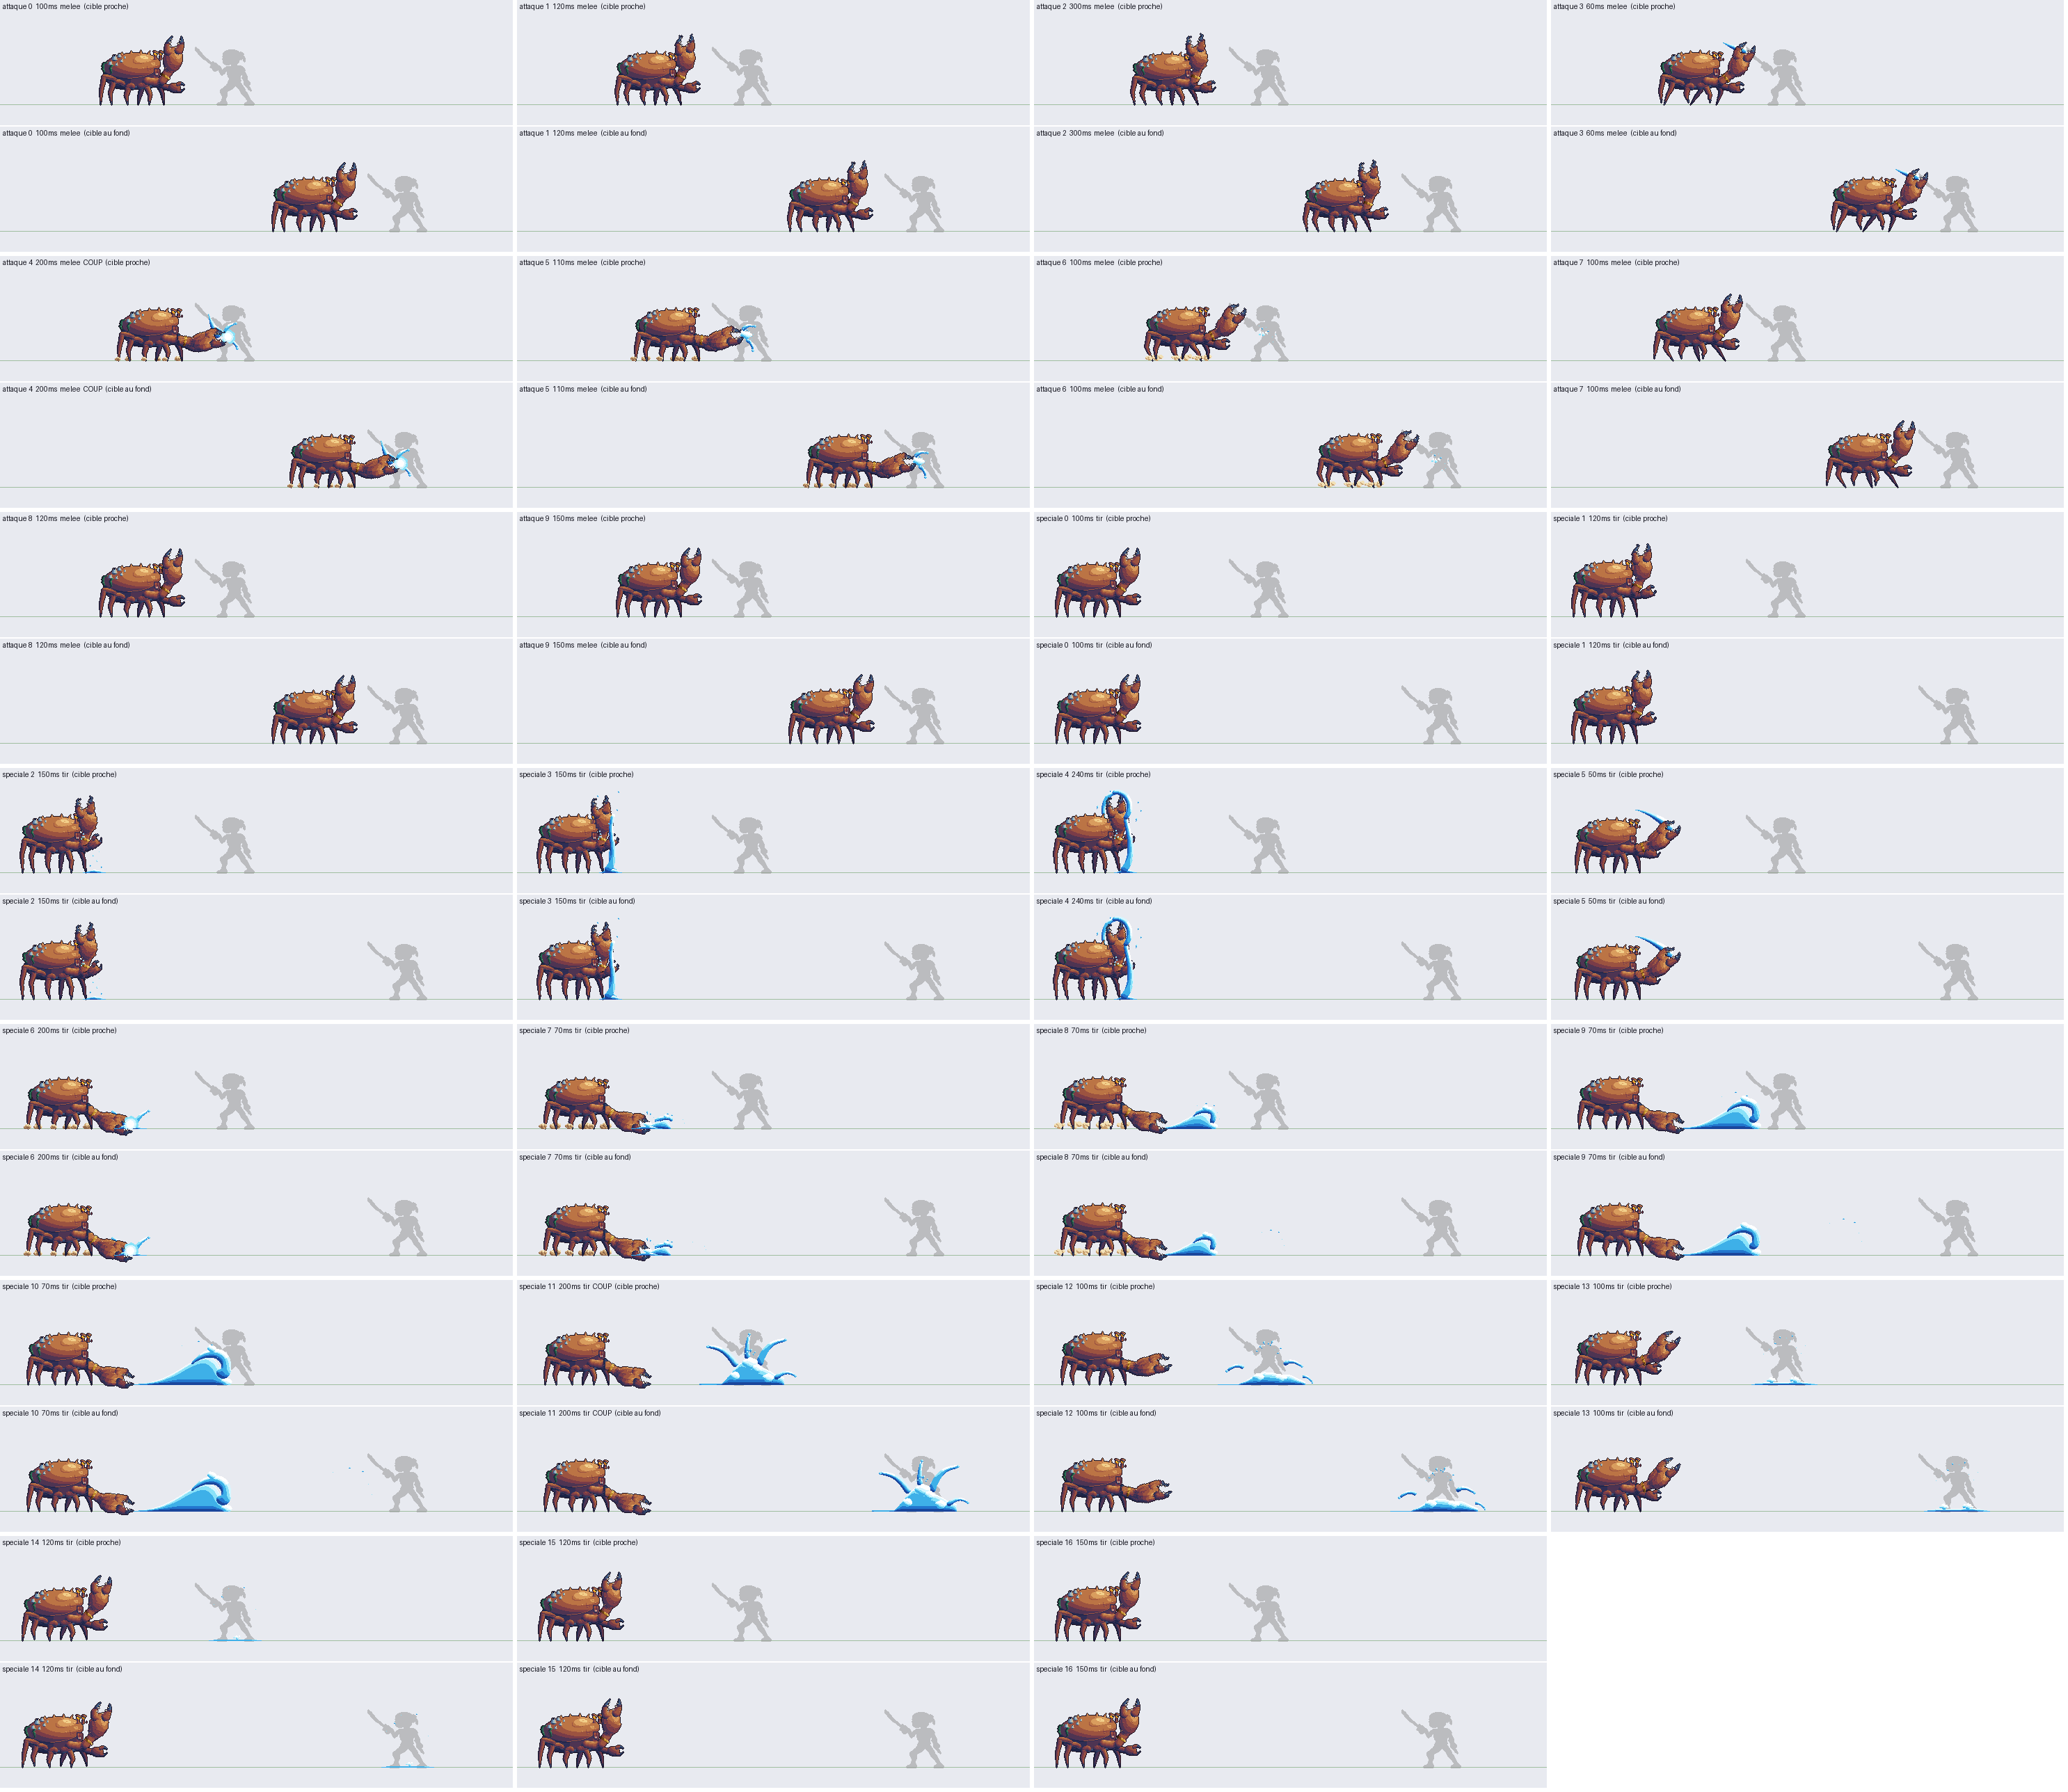 attaque 0 100ms melee (cible proche)
attaque 1 120ms melee (cible proche)
attaque 2 300ms melee (cible proche)
attaque 3 60ms melee (cible proche)
attaque 0 100ms melee (cible au fond)
attaque 1 120ms melee (cible au fond)
attaque 2 300ms melee (cible au fond)
attaque 3 60ms melee (cible au fond)
attaque 4 200ms melee COUP (cible proche)
attaque 5 110ms melee (cible proche)
attaque 6 100ms melee (cible proche)
attaque 7 100ms melee (cible proche)
attaque 4 200ms melee COUP (cible au fond)
attaque 5 110ms melee (cible au fond)
attaque 6 100ms melee (cible au fond)
attaque 7 100ms melee (cible au fond)
attaque 8 120ms melee (cible proche)
attaque 9 150ms melee (cible proche)
speciale 0 100ms tir (cible proche)
speciale 1 120ms tir (cible proche)
attaque 8 120ms melee (cible au fond)
attaque 9 150ms melee (cible au fond)
speciale 0 100ms tir (cible au fond)
speciale 1 120ms tir (cible au fond)
speciale 2 150ms tir (cible proche)
speciale 3 150ms tir (cible proche)
speciale 4 240ms tir (cible proche)
speciale 5 50ms tir (cible proche)
speciale 2 150ms tir (cible au fond)
speciale 3 150ms tir (cible au fond)
speciale 4 240ms tir (cible au fond)
speciale 5 50ms tir (cible au fond)
speciale 6 200ms tir (cible proche)
speciale 7 70ms tir (cible proche)
speciale 8 70ms tir (cible proche)
speciale 9 70ms tir (cible proche)
speciale 6 200ms tir (cible au fond)
speciale 7 70ms tir (cible au fond)
speciale 8 70ms tir (cible au fond)
speciale 9 70ms tir (cible au fond)
speciale 10 70ms tir (cible proche)
speciale 11 200ms tir COUP (cible proche)
speciale 12 100ms tir (cible proche)
speciale 13 100ms tir (cible proche)
speciale 10 70ms tir (cible au fond)
speciale 11 200ms tir COUP (cible au fond)
speciale 12 100ms tir (cible au fond)
speciale 13 100ms tir (cible au fond)
speciale 14 120ms tir (cible proche)
speciale 15 120ms tir (cible proche)
speciale 16 150ms tir (cible proche)
speciale 14 120ms tir (cible au fond)
speciale 15 120ms tir (cible au fond)
speciale 16 150ms tir (cible au fond)